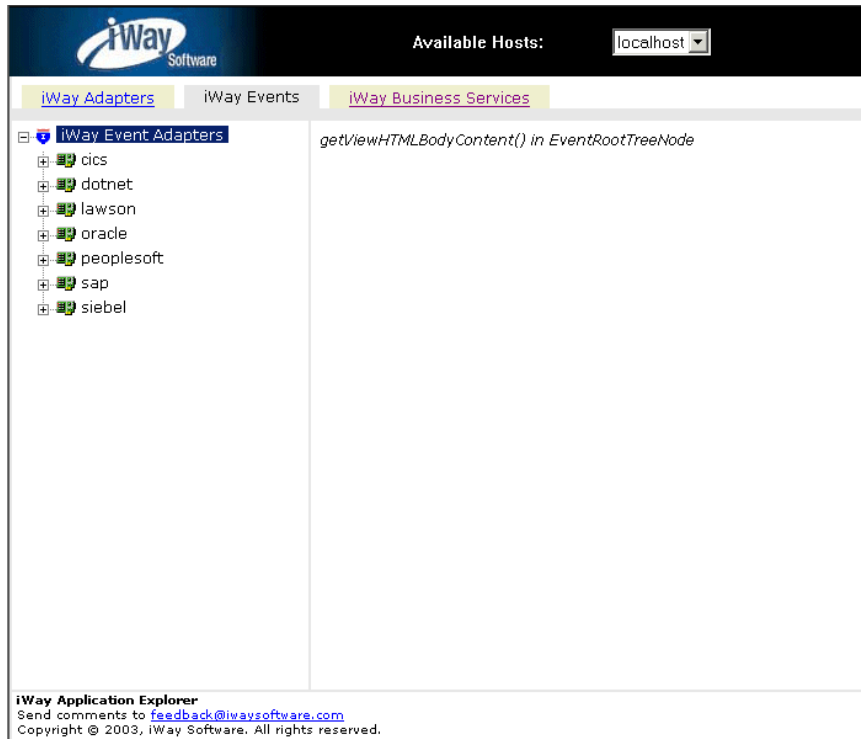 iWay
Software
Available Hosts:
localhost
iWay Adapters
iWay Events
iWay Business Services
iWay Event Adapters
cics
dotnet
lawson
oracle
peoplesoft
sap
siebel
getViewHTMLBodyContent() in EventRootTreeNode
iWay Application Explorer
Send comments to feedback@iwaysoftware.com
Copyright © 2003, iWay Software. All rights reserved.